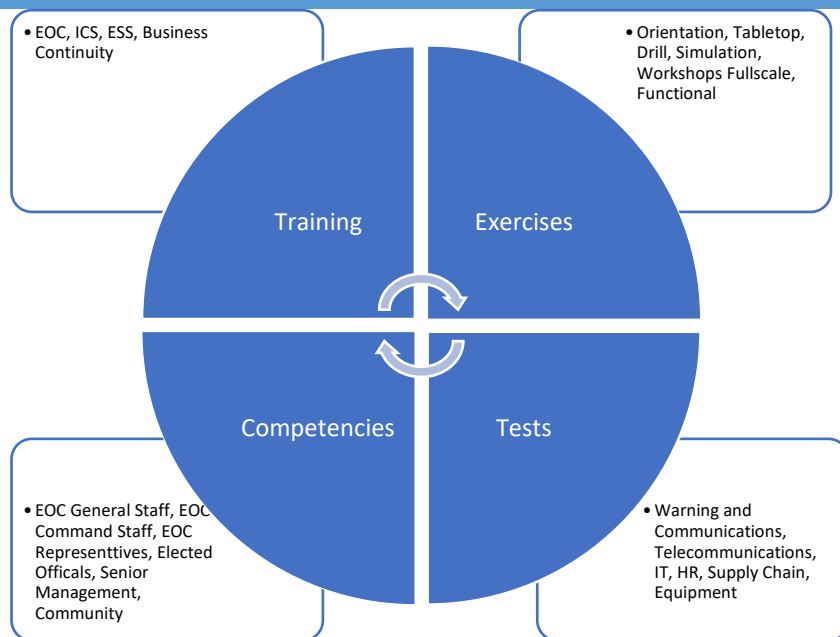 • EOC, ICS, ESS, Business
Continuity
• Orientation, Tabletop,
Drill, Simulation,
Workshops Fullscale,
Functional
Training
Exercises
Competencies
Tests
• EOC General Staff, EOC
Command Staff, EOC
Representtives, Elected
Officals, Senior
Management,
Community
• Warning and
Communications,
Telecommunications,
IT, HR, Supply Chain,
Equipment